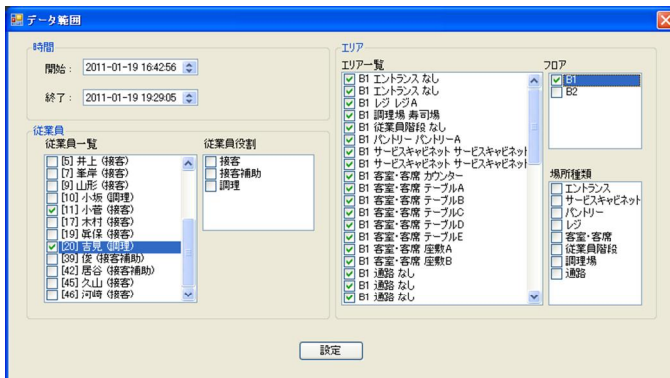 データ範囲
時間
開始: 2011-01-19 16:42:56
終了: 2011-01-19 19:29:05
従業員
従業員一覧
[5] 井上 (接客)
[7] 峯岸 (接客)
[9] 山形 (接客)
[10] 小坂 (調理)
[11] 小菅 (接客)
[17] 木村 (接客)
[19] 眞保 (接客)
[20] 吉見 (調理)
[39] 俊 (接客補助)
[42] 居谷 (接客補助)
[45] 久山 (接客)
[46] 河崎 (接客)
従業員役割
接客
接客補助
調理
エリア
エリア一覧
B1 エントランス なし
B1 エントランス なし
B1 レジ レジA
B1 調理場 寿司場
B1 従業員階段 なし
B1 パントリー パントリーA
B1 サービスキャビネット サービスキャビネット
B1 サービスキャビネット サービスキャビネット
B1 客室・客席 カウンター
B1 客室・客席 テーブルA
B1 客室・客席 テーブルB
B1 客室・客席 テーブルC
B1 客室・客席 テーブルD
B1 客室・客席 テーブルE
B1 客室・客席 座敷A
B1 客室・客席 座敷B
B1 通路 なし
B1 通路 なし
B1 通路 なし
フロア
B1
B2
場所種類
エントランス
サービスキャビネット
パントリー
レジ
客室・客席
従業員階段
調理場
通路
設定